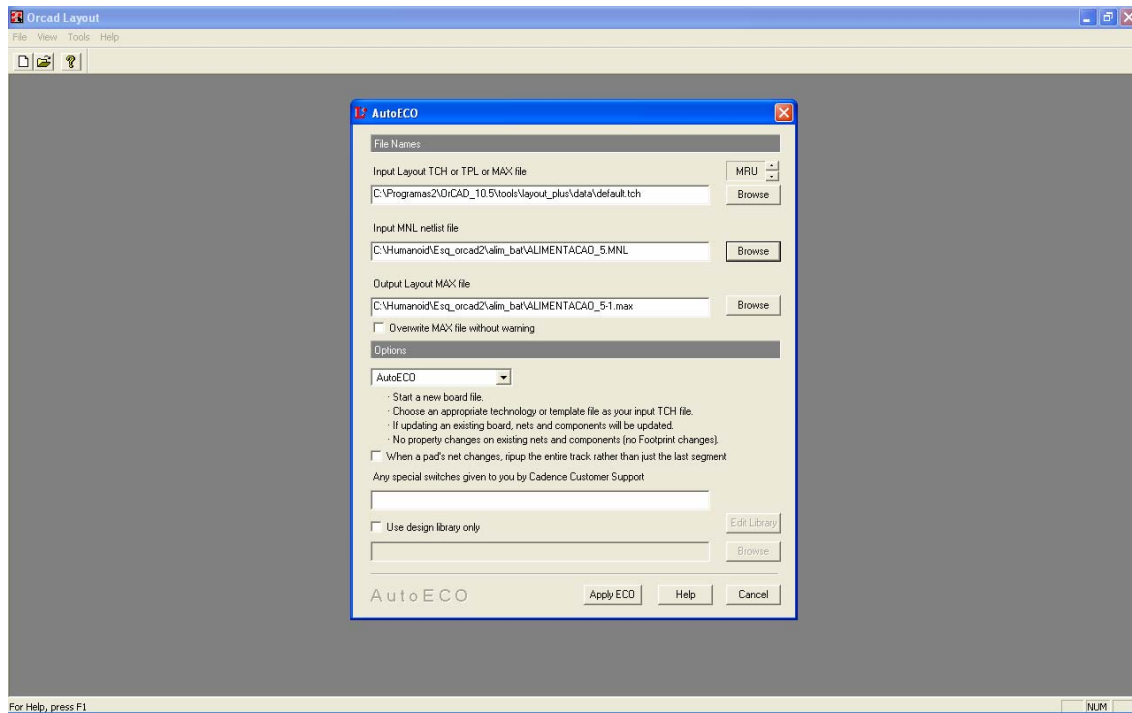 Orcad Layout
File View Tools Help
AutoECO
File Names
Input Layout TCH or TPL or MAX file
MRU
C:\Programas2\OrCAD_10.5\tools\layout_plus\data\default.tch
Browse
Input MNL netlist file
C:\Humanoid\Esq_orcad2\alim_bat\ALIMENTACAO_5.MNL
Browse
Output Layout MAX file
C:\Humanoid\Esq_orcad2\alim_bat\ALIMENTACAO_5-1.max
Browse
Overwrite MAX file without warning
Options
AutoECO
· Start a new board file.
· Choose an appropriate technology or template file as your input TCH file.
· If updating an existing board, nets and components will be updated.
· No property changes on existing nets and components (no Footprint changes).
When a pad's net changes, ripup the entire track rather than just the last segment
Any special switches given to you by Cadence Customer Support
Use design library only
Edit Library
Browse
AutoECO
Apply ECO
Help
Cancel
For Help, press F1
NUM